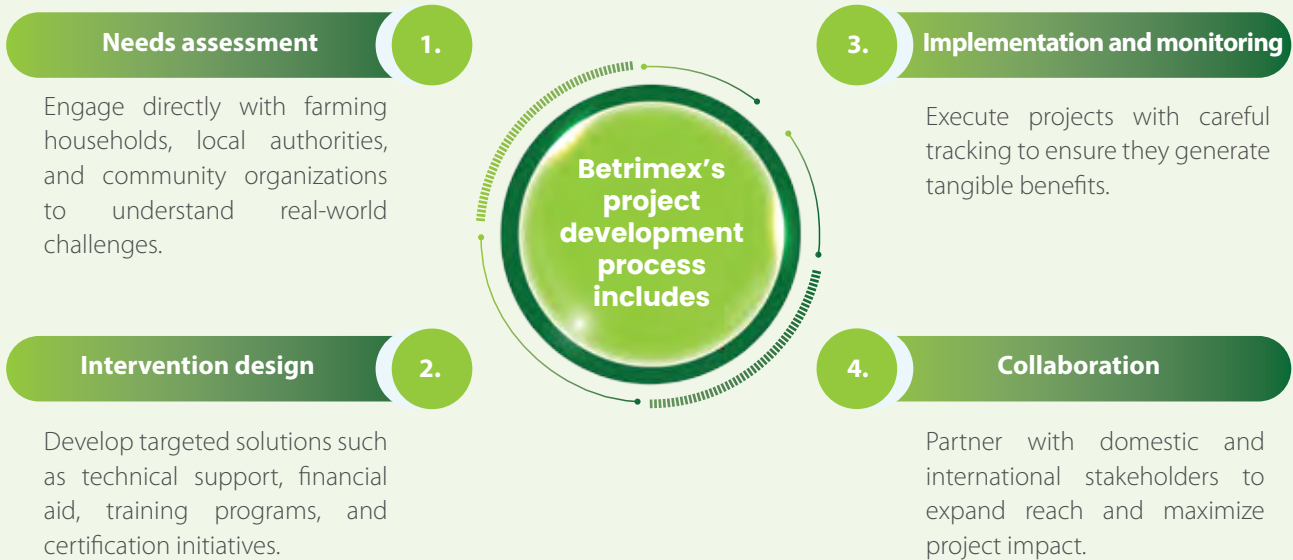 Needs assessment
1.
Engage directly with farming
households, local authorities,
and community organizations
to understand real-world
challenges.
Intervention design
2.
Develop targeted solutions such
as technical support, financial
aid, training programs, and
certification initiatives.
Betrimex's
project
development
process
includes
3.
Implementation and monitoring
Execute projects with careful
tracking to ensure they generate
tangible benefits.
4.
Collaboration
Partner with domestic and
international stakeholders to
expand reach and maximize
project impact.